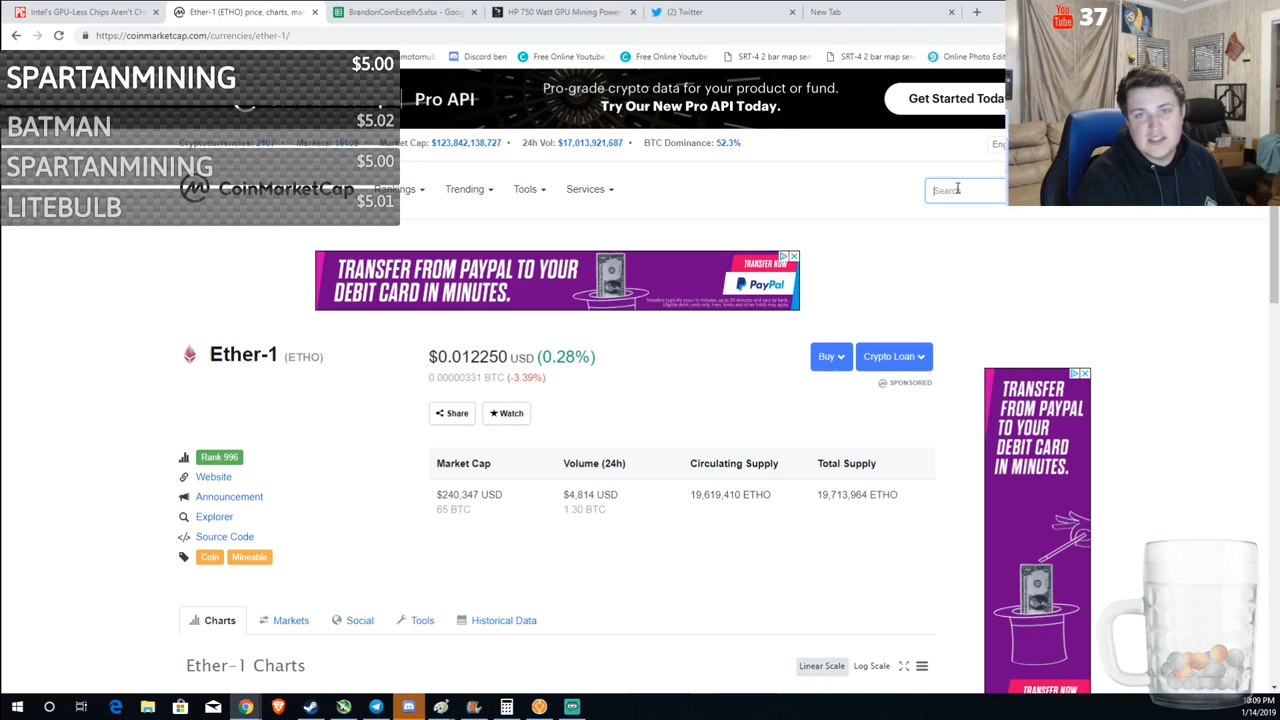 Intel's GPU-Less Chips Aren't Ch
Ether-1 (ETHO) price, charts, mar
BrandonCoinExcellv5.xlsx - Goog
HP 750 Watt GPU Mining Power
(2) Twitter
New Tab
https://coinmarketcap.com/currencies/ether-1/
motornub
Discord ben
Free Online Youtube
Free Online Youtube
SRT-4 2 bar map sen
SRT-4 2 bar map sen
Online Photo Edit
You Tube 37
SPARTANMINING $5.00
BATMAN $5.02
SPARTANMINING $5.00
LITEBULB $5.01
Pro API
Pro-grade crypto data for your product or fund.
Try Our New Pro API Today.
Get Started Toda
Cryptocurrencies: 2107 • Markets: 16109 • Market Cap: $123,842,138,727 • 24h Vol: $17,013,921,687 • BTC Dominance: 52.3%
Eng
CoinMarketCap
Rankings
Trending
Tools
Services
Search
TRANSFER FROM PAYPAL TO YOUR
DEBIT CARD IN MINUTES.
TRANSFER NOW
PayPal
Ether-1 (ETHO)
$0.012250 USD (0.28%)
0.00000331 BTC (-3.39%)
Buy
Crypto Loan
SPONSORED
Share
Watch
Rank 996
Website
Announcement
Explorer
Source Code
Coin
Mineable
Market Cap
Volume (24h)
Circulating Supply
Total Supply
$240,347 USD
$4,814 USD
19,619,410 ETHO
19,713,964 ETHO
65 BTC
1.30 BTC
TRANSFER
FROM PAYPAL
TO YOUR
DEBIT CARD
IN MINUTES.
TRANSFER NOW
Charts
Markets
Social
Tools
Historical Data
Ether-1 Charts
Linear Scale
Log Scale
10:09 PM
1/14/2019